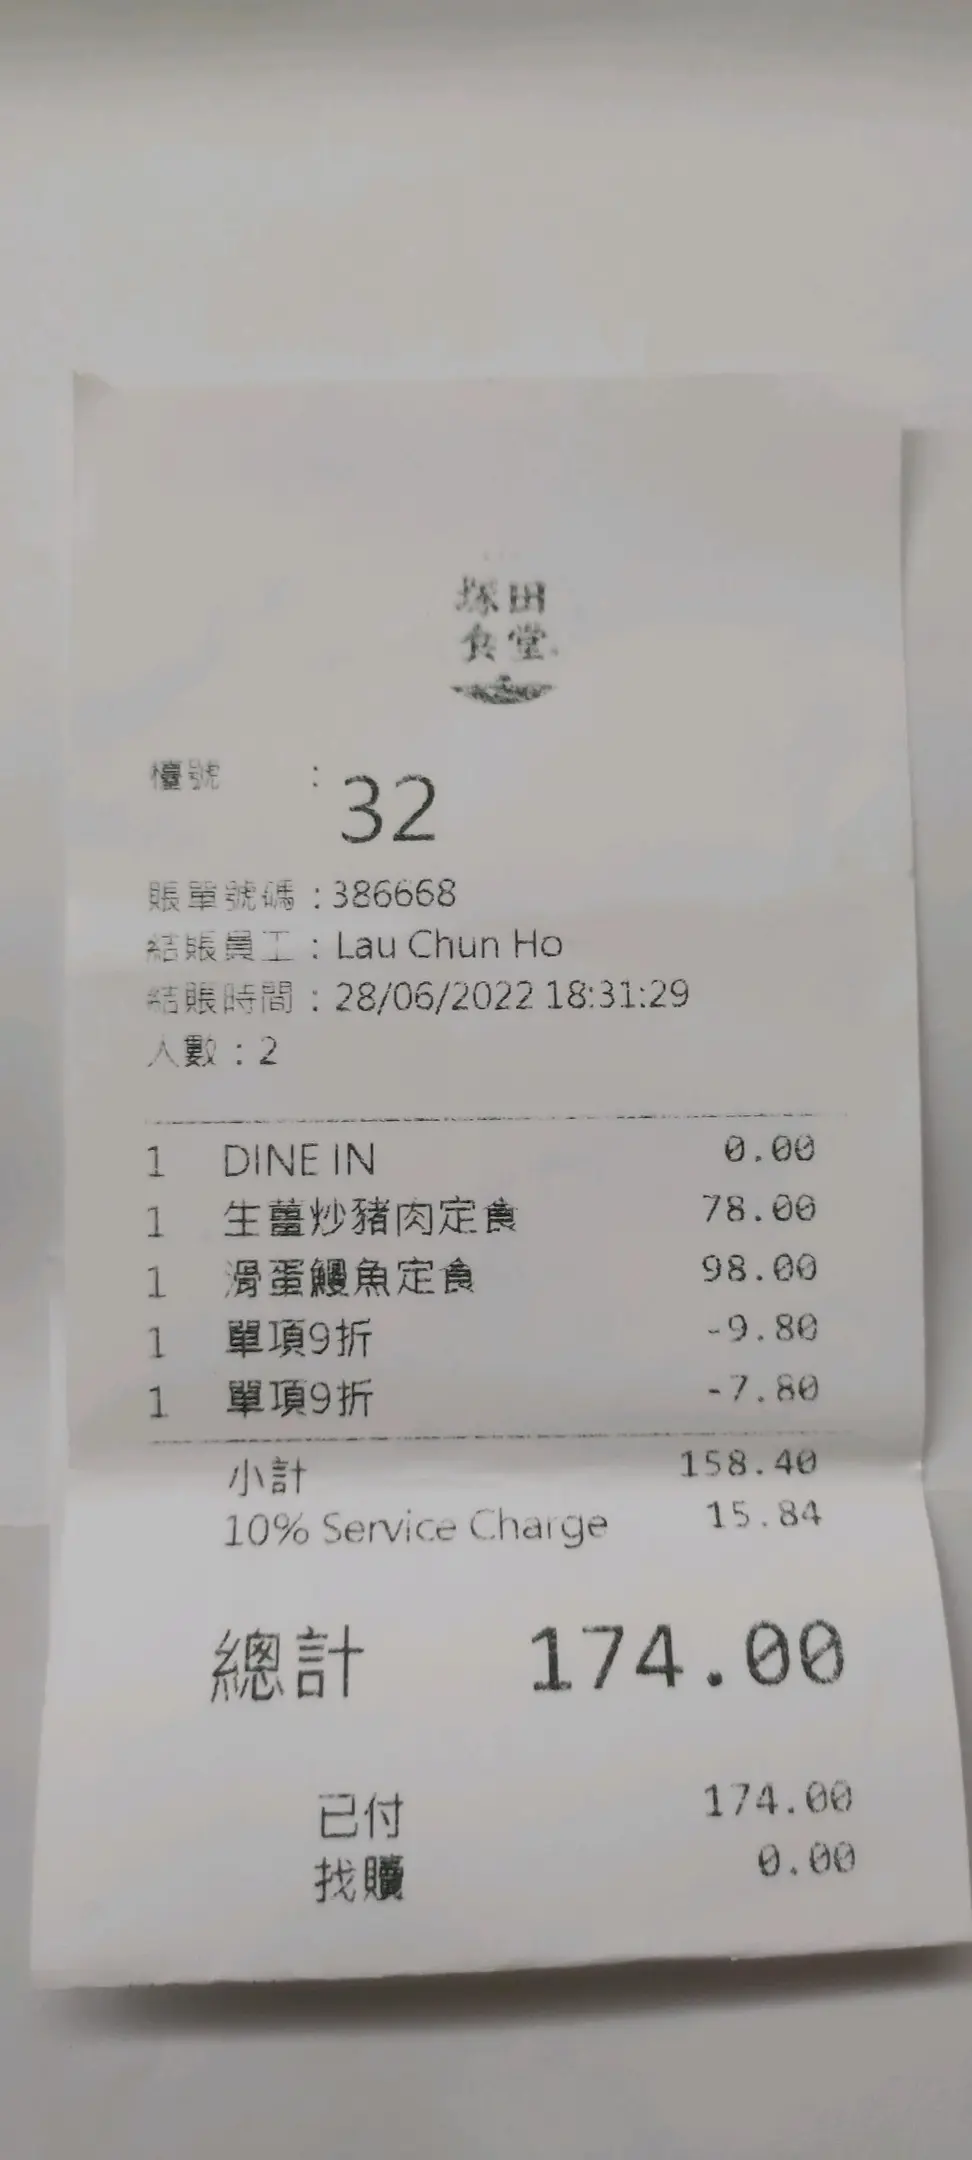 塚田
食堂
檯號 : 32
賬單號碼 : 386668
結賬員工 : Lau Chun Ho
結賬時間 : 28/06/2022 18:31:29
人數 : 2
1 DINE IN 0.00
1 生薑炒豬肉定食 78.00
1 滑蛋鰻魚定食 98.00
1 單項9折 -9.80
1 單項9折 -7.80
小計 158.40
10% Service Charge 15.84
總計 174.00
已付 174.00
找贖 0.00